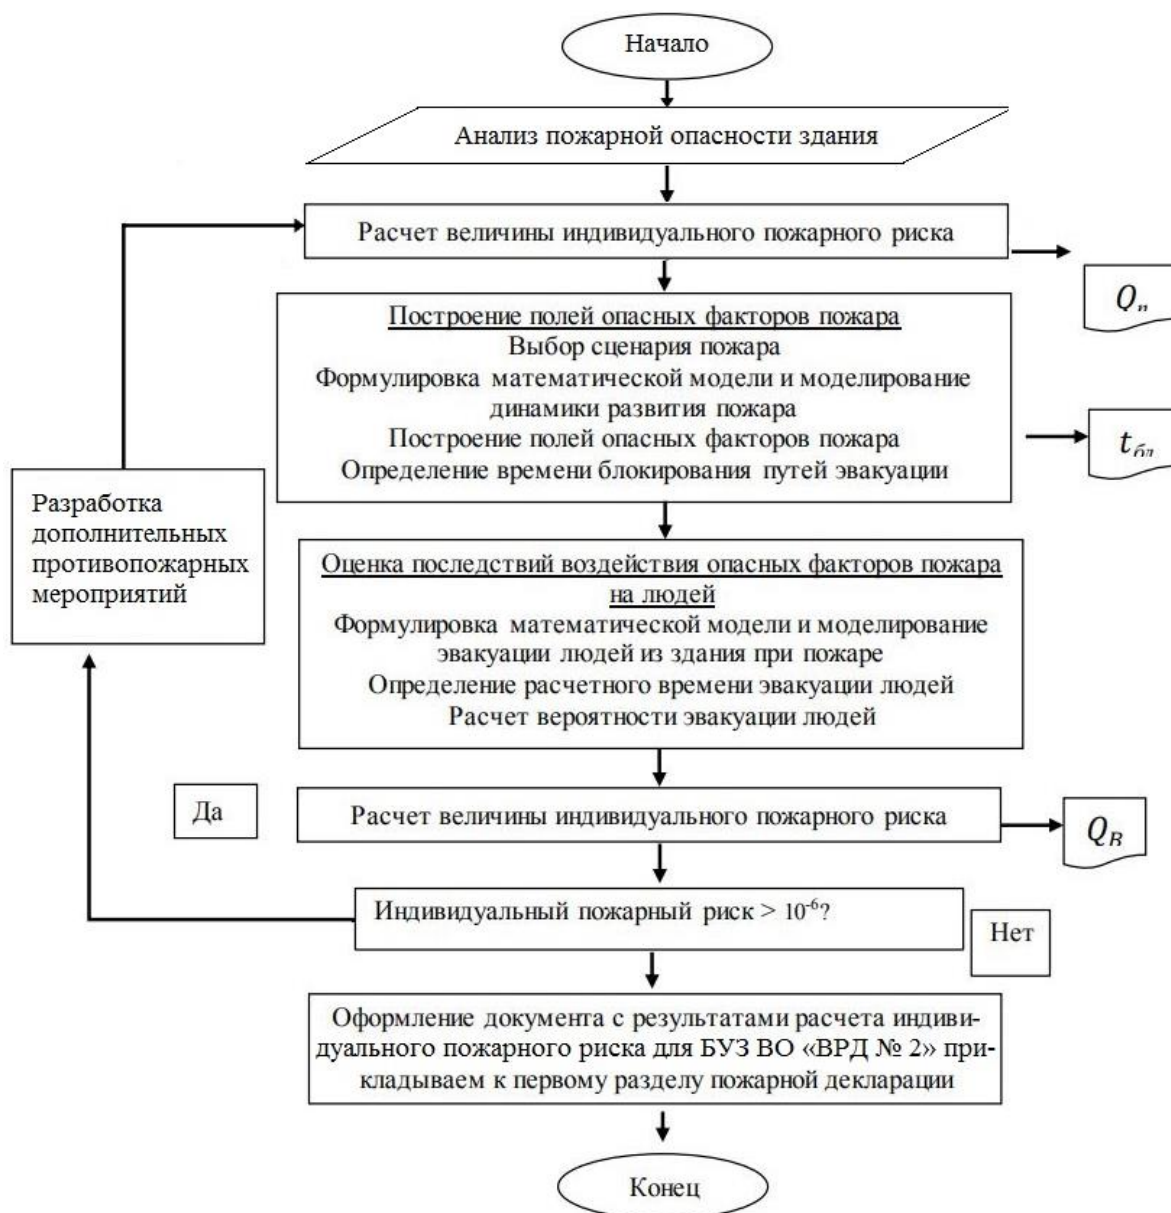 Начало
Анализ пожарной опасности здания
Расчет величины индивидуального пожарного риска
Построение полей опасных факторов пожара
Выбор сценария пожара
Формулировка математической модели и моделирование
динамики развития пожара
Построение полей опасных факторов пожара
Определение времени блокирования путей эвакуации
Разработка
дополнительных
противопожарных
мероприятий
Оценка последствий воздействия опасных факторов пожара
на людей
Формулировка математической модели и моделирование
эвакуации людей из здания при пожаре
Определение расчетного времени эвакуации людей
Расчет вероятности эвакуации людей
Да
Расчет величины индивидуального пожарного риска
Q_В
Индивидуальный пожарный риск > 10⁻⁶?
Нет
Оформление документа с результатами расчета индиви-
дуального пожарного риска для БУЗ ВО «ВРД № 2» при-
кладываем к первому разделу пожарной декларации
Конец